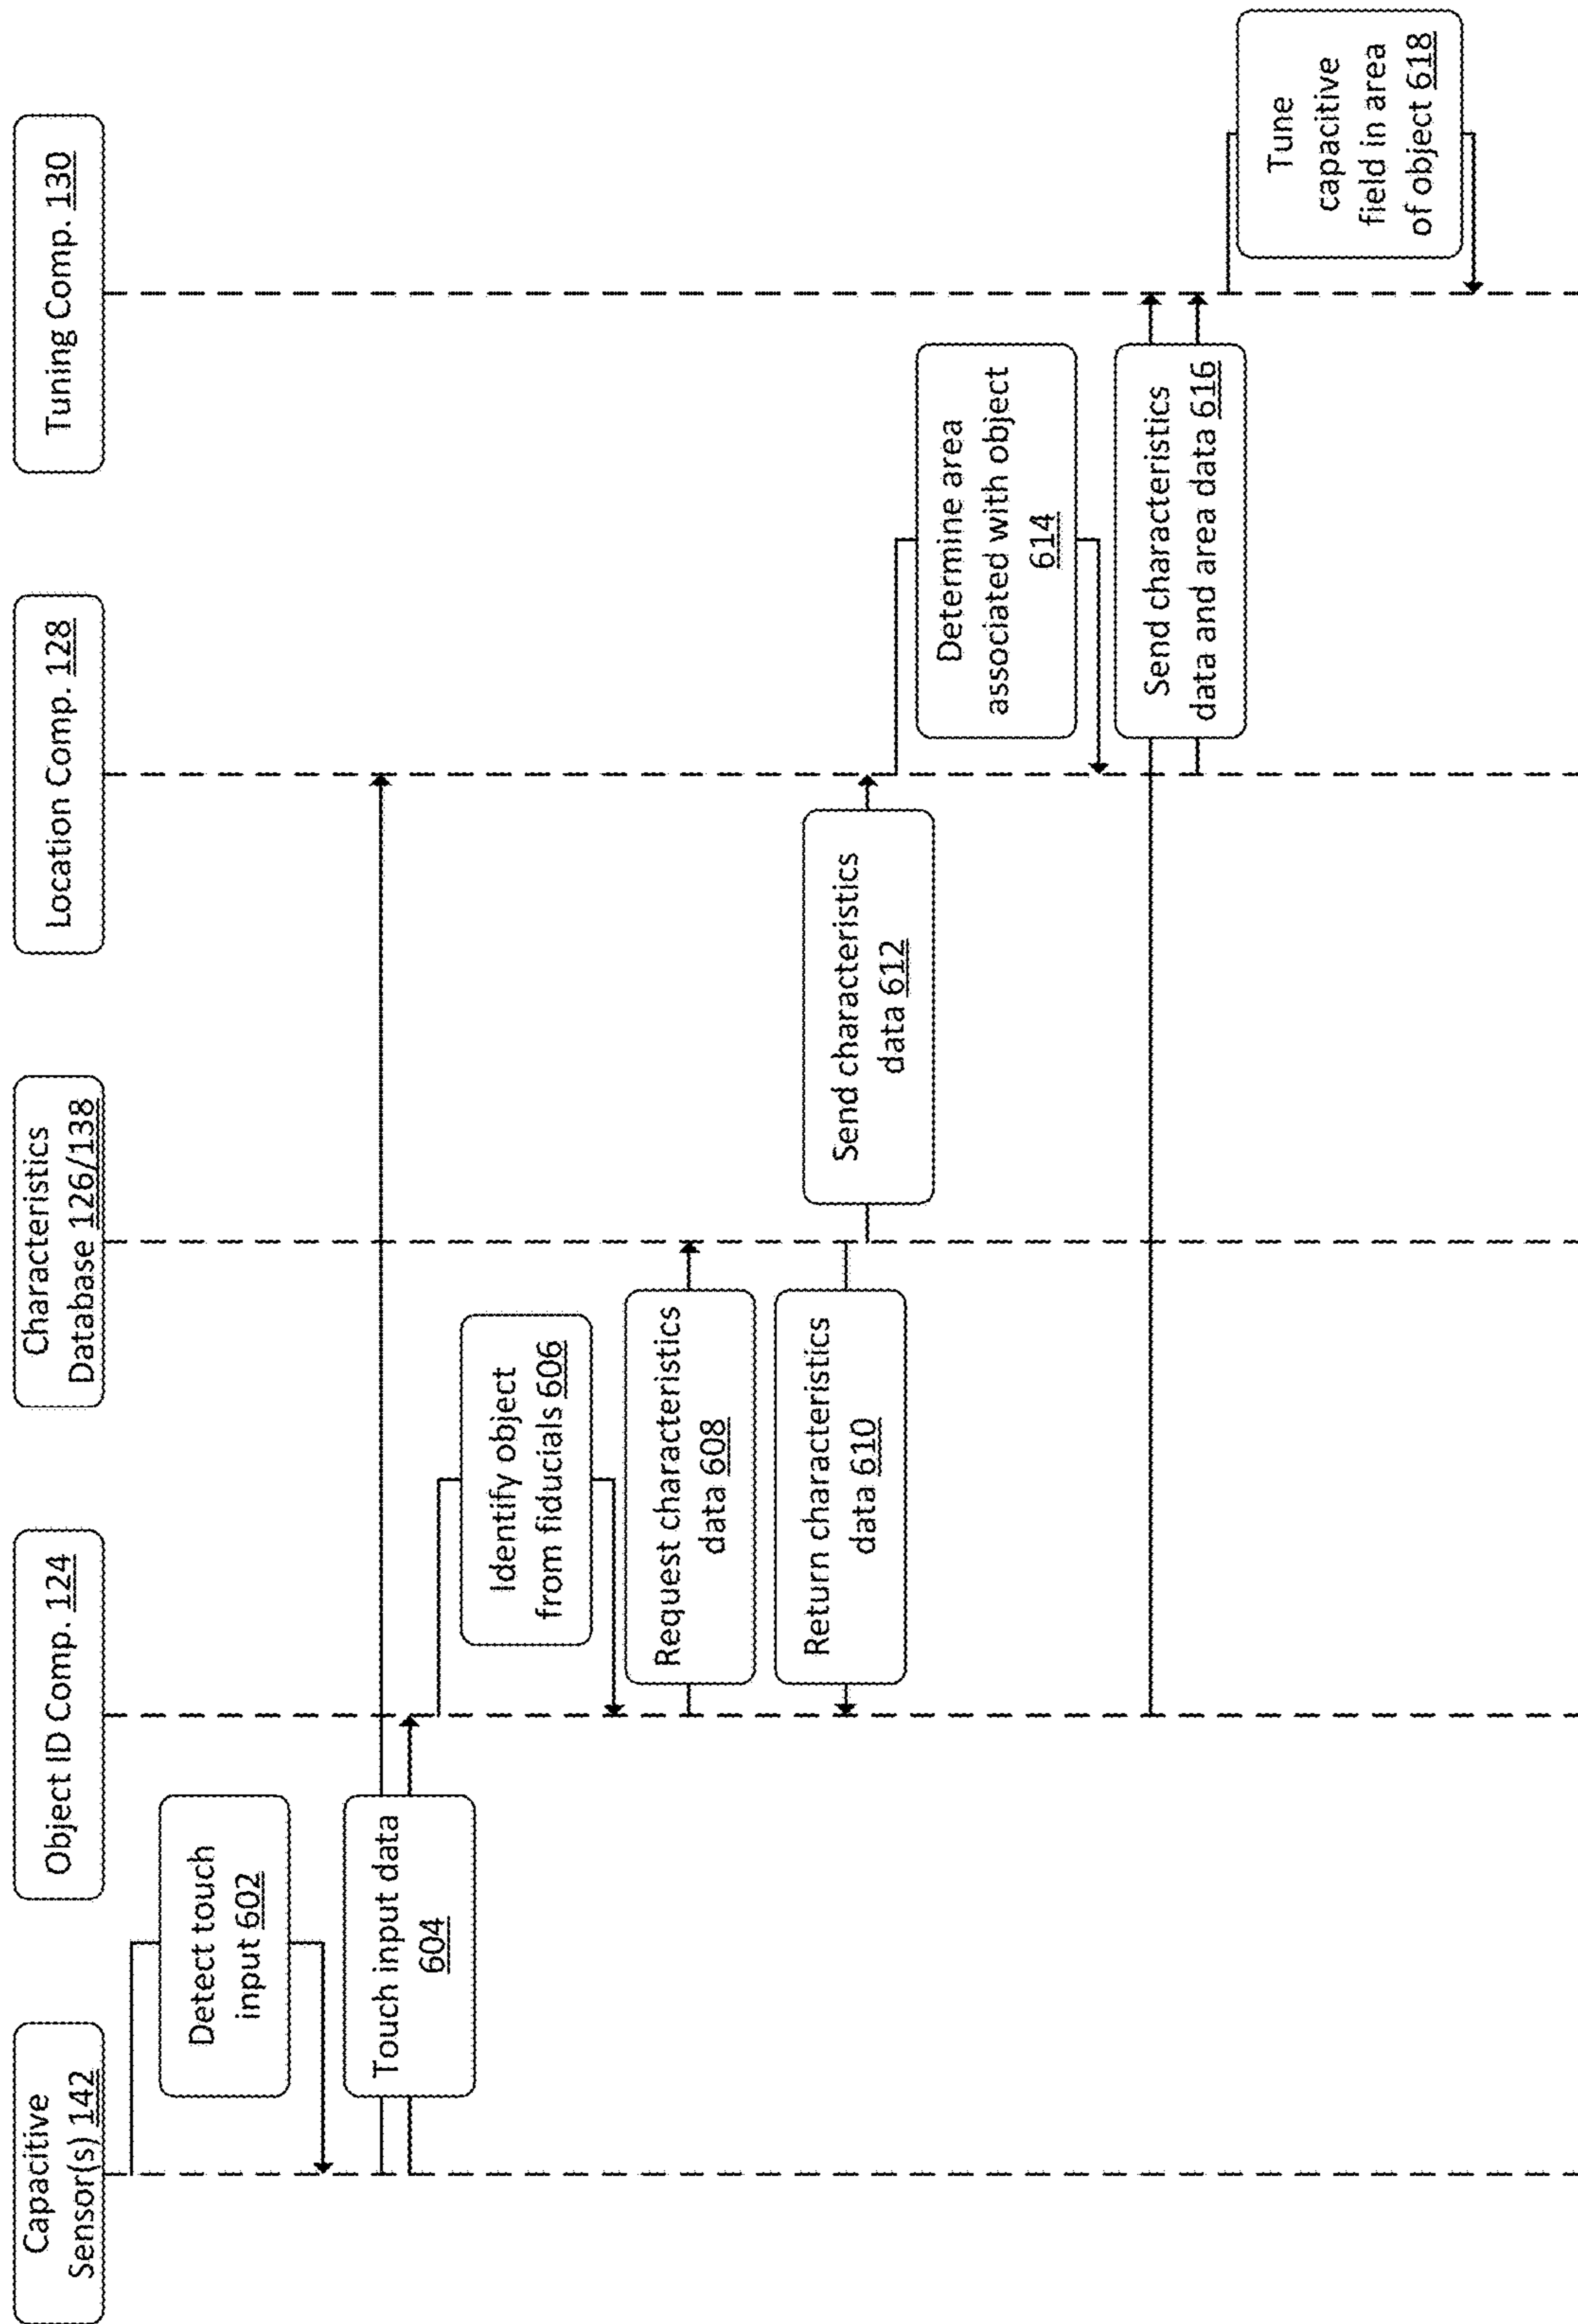 Capacitive
Sensor(s) 142
Object ID Comp. 124
Characteristics
Database 126/138
Location Comp. 128
Tuning Comp. 130
Detect touch
input 602
Touch input data
604
Identify object
from fiducials 606
Request characteristics
data 608
Return characteristics
data 610
Send characteristics
data 612
Determine area
associated with object
614
Send characteristics
data and area data 616
Tune
capacitive
field in area
of object 618